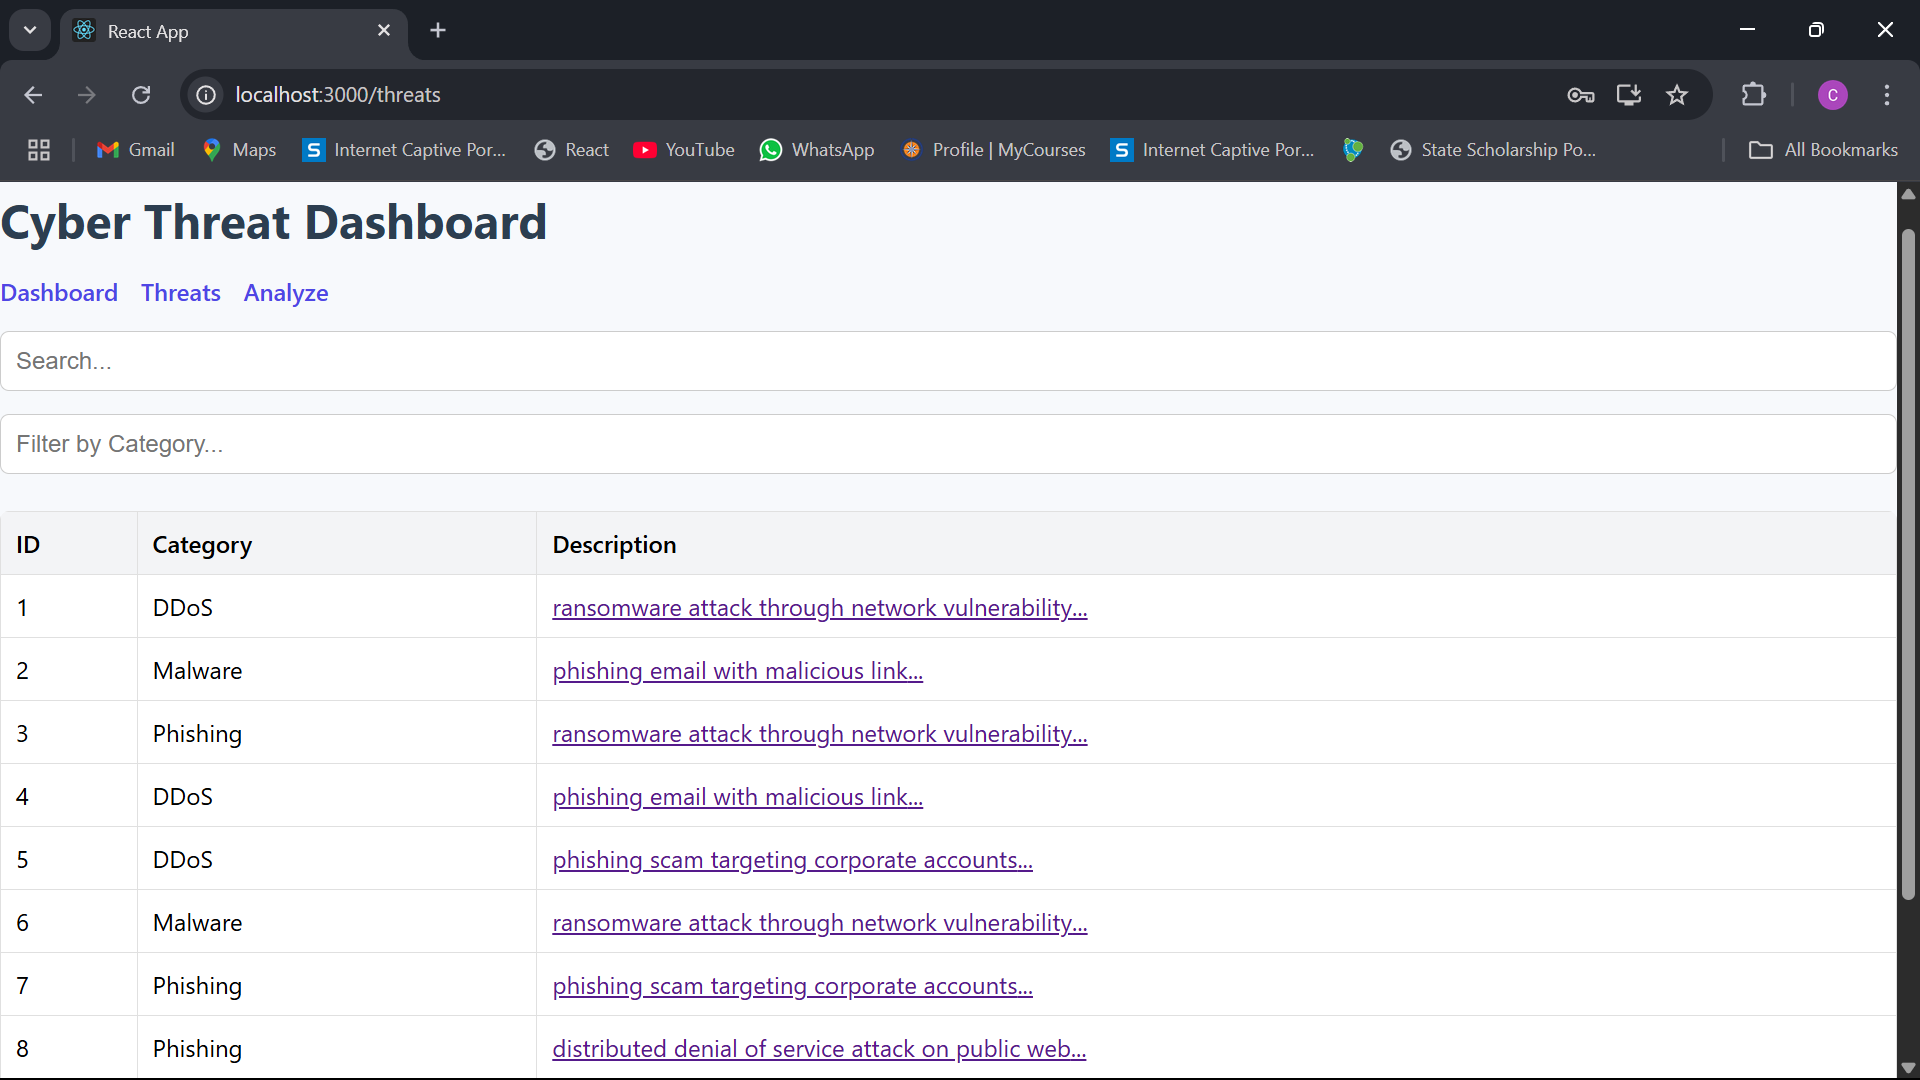 React App
localhost:3000/threats
C
Gmail Maps Internet Captive Por... React YouTube WhatsApp Profile | MyCourses Internet Captive Por... State Scholarship Po... All Bookmarks
Cyber Threat Dashboard
Dashboard Threats Analyze
Search...
Filter by Category...
ID Category Description
1 DDoS ransomware attack through network vulnerability...
2 Malware phishing email with malicious link...
3 Phishing ransomware attack through network vulnerability...
4 DDoS phishing email with malicious link...
5 DDoS phishing scam targeting corporate accounts...
6 Malware ransomware attack through network vulnerability...
7 Phishing phishing scam targeting corporate accounts...
8 Phishing distributed denial of service attack on public web...